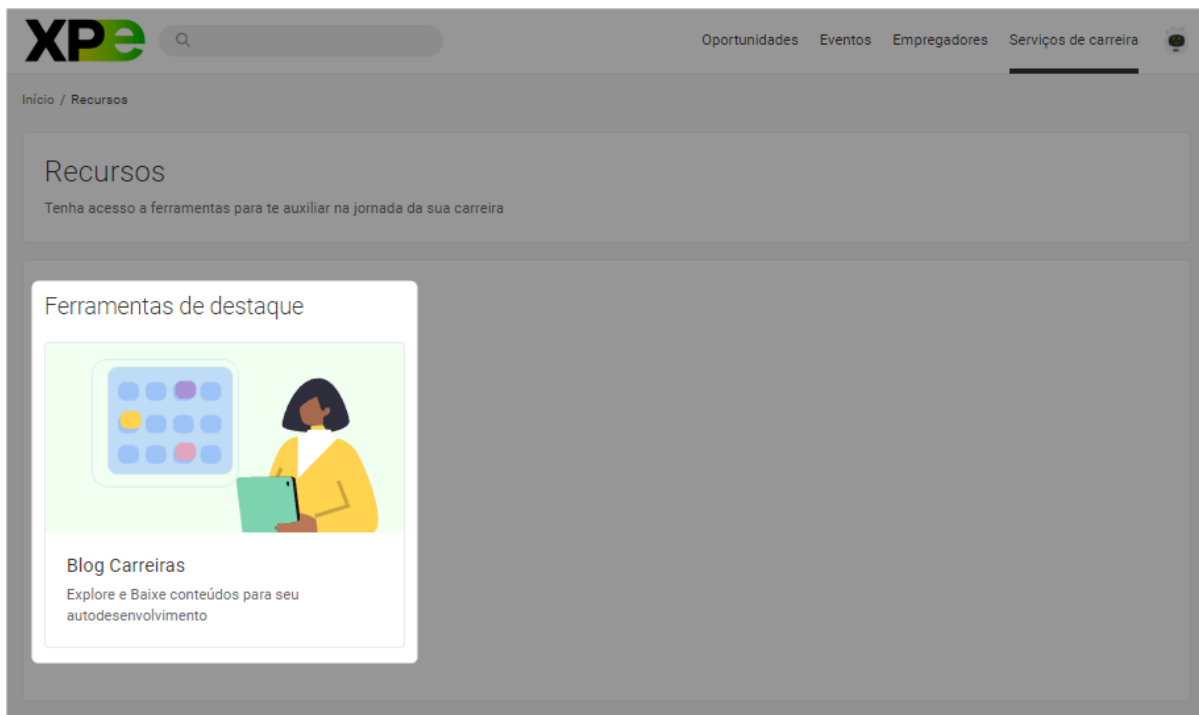 XPe
Oportunidades Eventos Empregadores Serviços de carreira
Início / Recursos
Recursos
Tenha acesso a ferramentas para te auxiliar na jornada da sua carreira
Ferramentas de destaque
Blog Carreiras
Explore e Baixe conteúdos para seu
autodesenvolvimento